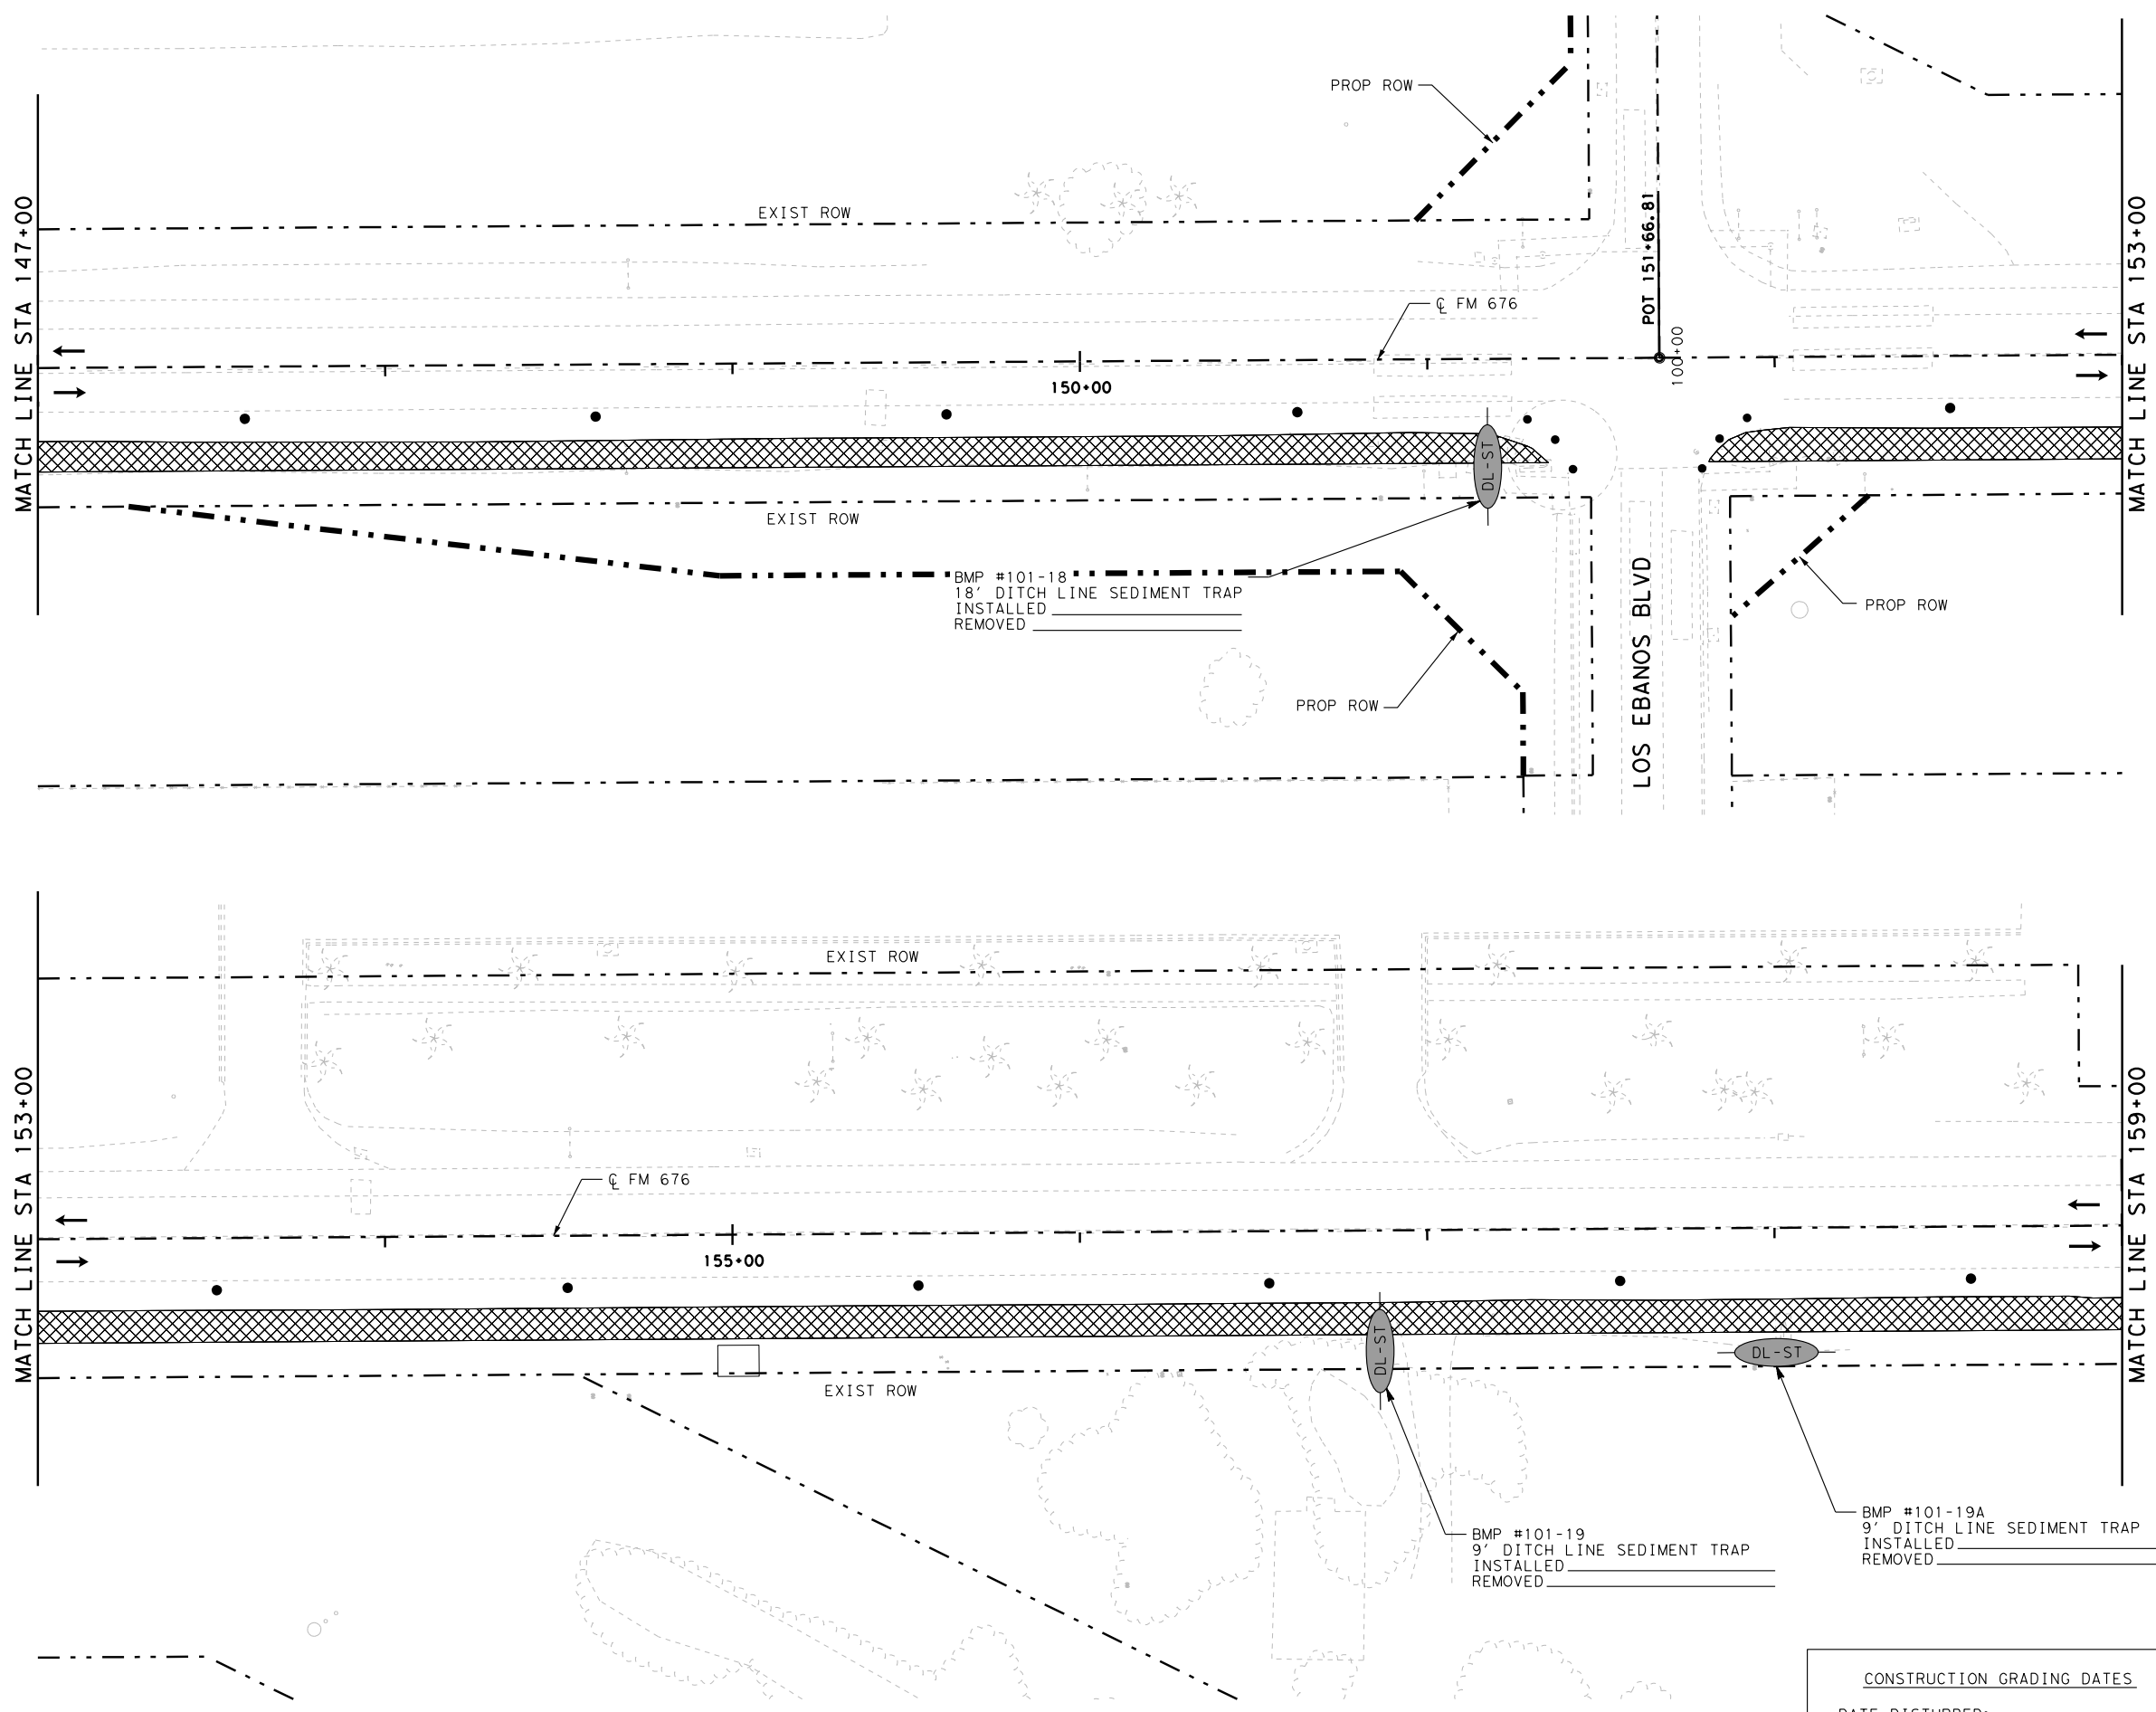 PROP ROW
EXIST ROW
MATCH LINE STA 147+00
POT 151+66.81
MATCH LINE STA 153+00
℄ FM 676
100+00
150+00
DL-ST
EXIST ROW
BMP #101-18
18' DITCH LINE SEDIMENT TRAP
INSTALLED
REMOVED
PROP ROW
PROP ROW
LOS EBANOS BLVD
EXIST ROW
MATCH LINE STA 153+00
MATCH LINE STA 159+00
℄ FM 676
155+00
DL-ST
DL-ST
EXIST ROW
BMP #101-19
9' DITCH LINE SEDIMENT TRAP
INSTALLED
REMOVED
BMP #101-19A
9' DITCH LINE SEDIMENT TRAP
INSTALLED
REMOVED
CONSTRUCTION GRADING DATES
DATE DISTURBED: